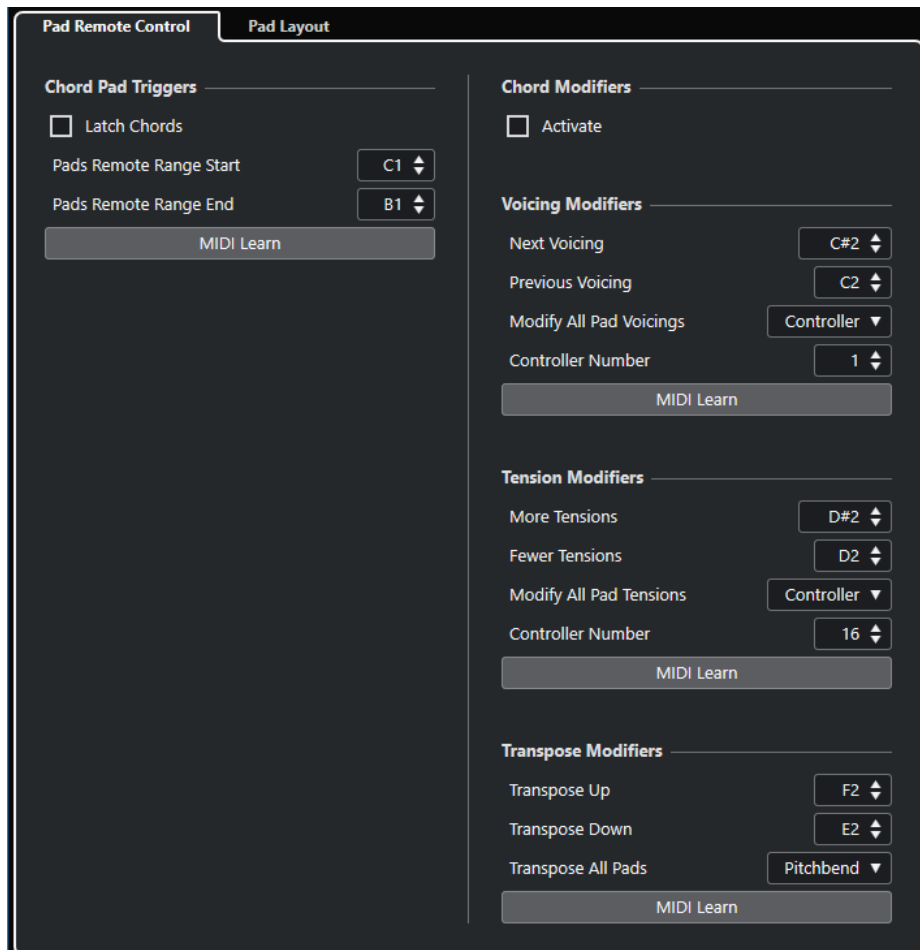 Pad Remote Control Pad Layout
Chord Pad Triggers
Latch Chords
Pads Remote Range Start C1
Pads Remote Range End B1
MIDI Learn
Chord Modifiers
Activate
Voicing Modifiers
Next Voicing C#2
Previous Voicing C2
Modify All Pad Voicings Controller
Controller Number 1
MIDI Learn
Tension Modifiers
More Tensions D#2
Fewer Tensions D2
Modify All Pad Tensions Controller
Controller Number 16
MIDI Learn
Transpose Modifiers
Transpose Up F2
Transpose Down E2
Transpose All Pads Pitchbend
MIDI Learn